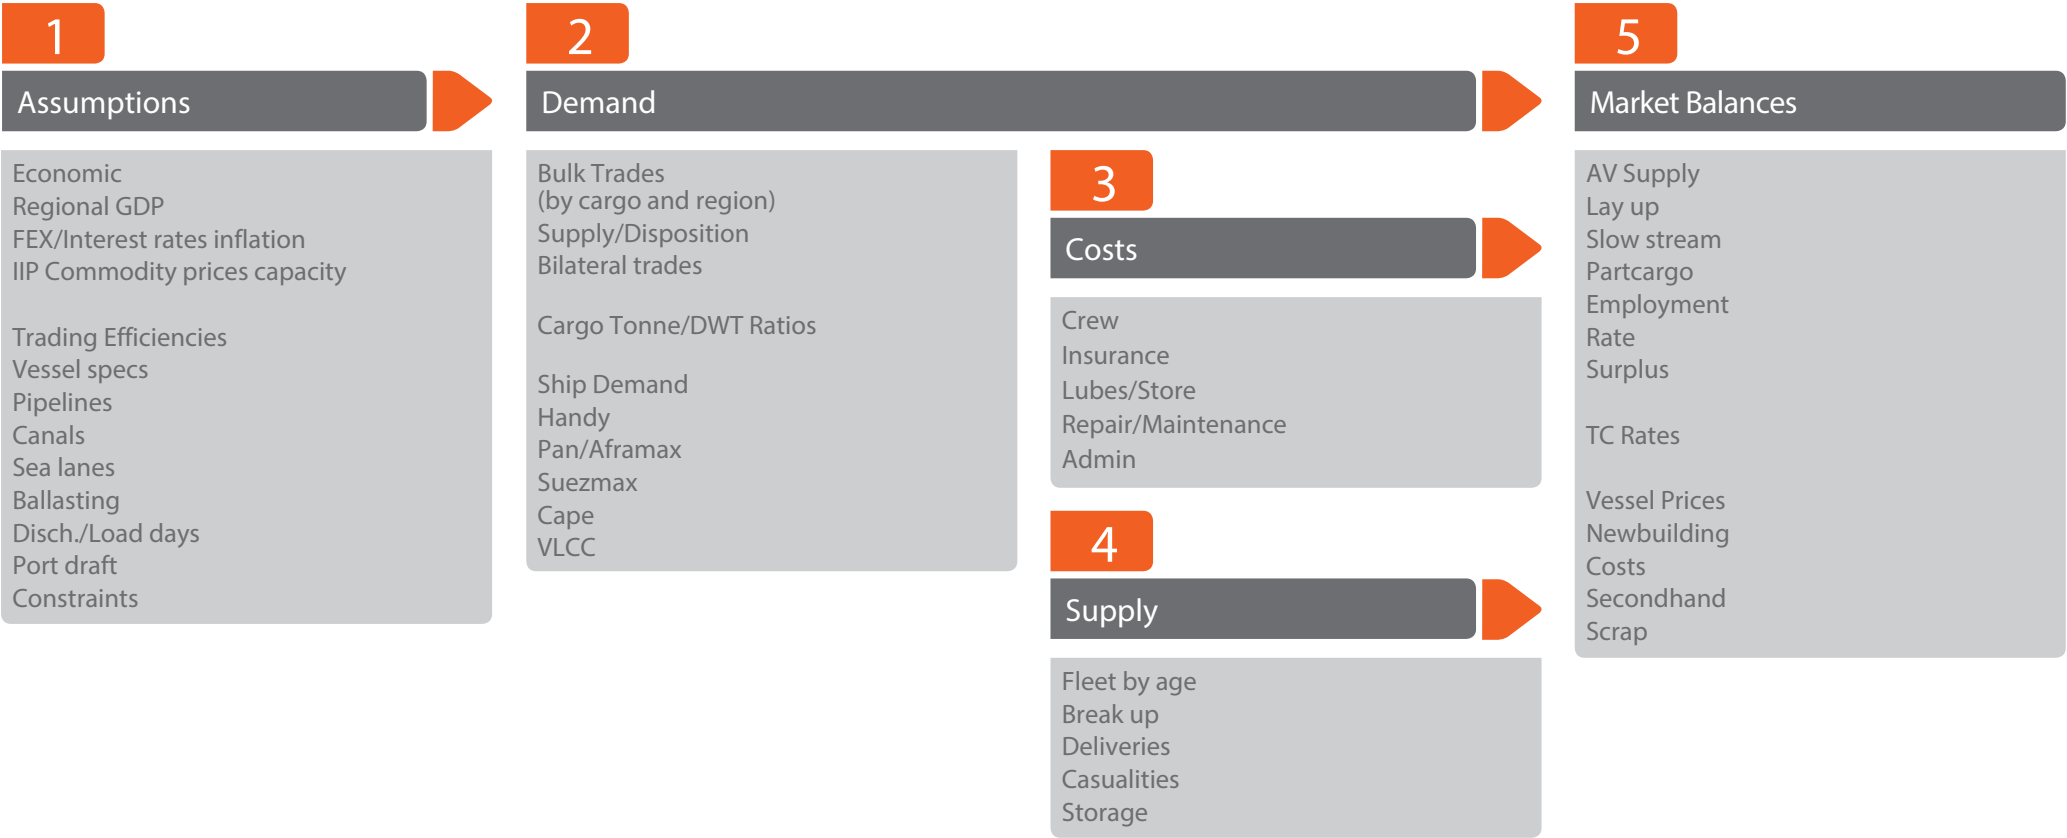 1
Assumptions
Economic
Regional GDP
FEX/Interest rates inflation
IIP Commodity prices capacity
Trading Efficiencies
Vessel specs
Pipelines
Canals
Sea lanes
Ballasting
Disch./Load days
Port draft
Constraints
2
Demand
Bulk Trades
(by cargo and region)
Supply/Disposition
Bilateral trades
Cargo Tonne/DWT Ratios
Ship Demand
Handy
Pan/Aframax
Suezmax
Cape
VLCC
3
Costs
Crew
Insurance
Lubes/Store
Repair/Maintenance
Admin
4
Supply
Fleet by age
Break up
Deliveries
Casualities
Storage
5
Market Balances
AV Supply
Lay up
Slow stream
Partcargo
Employment
Rate
Surplus
TC Rates
Vessel Prices
Newbuilding
Costs
Secondhand
Scrap